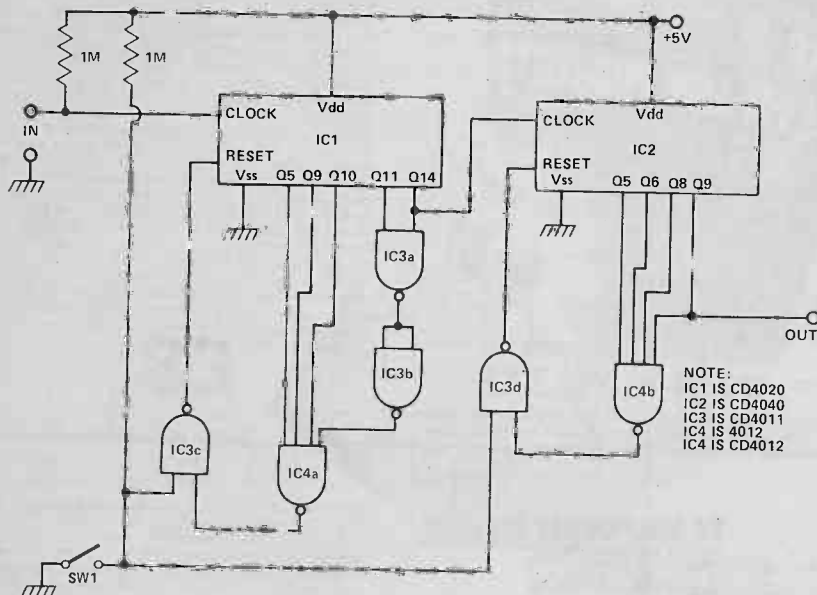 1M
1M
+5V
IN
CLOCK
Vdd
IC1
RESET
Vss
Q5 Q9 Q10 Q11 Q14
CLOCK
Vdd
IC2
RESET
Vss
Q5 Q6 Q8 Q9
IC3a
IC3b
IC3c
IC4a
IC3d
IC4b
OUT
NOTE:
IC1 IS CD4020
IC2 IS CD4040
IC3 IS CD4011
IC4 IS 4012
IC4 IS CD4012
SW1